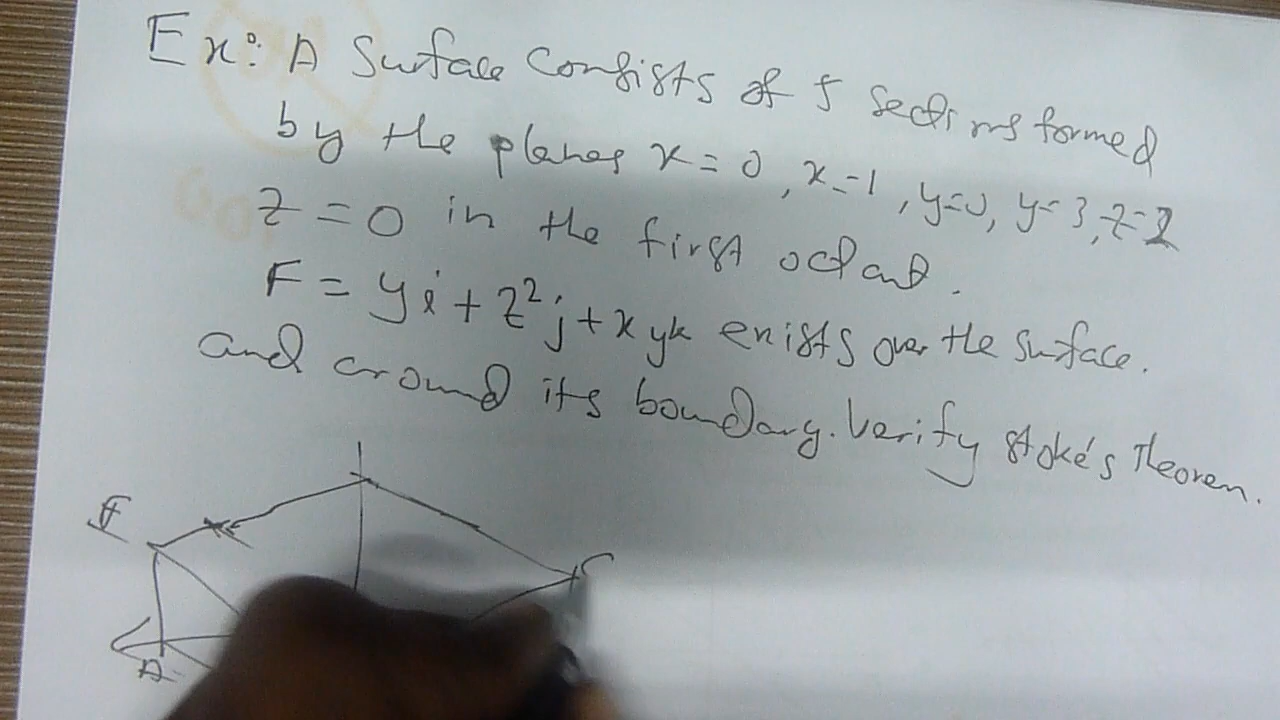 Ex: A Surface Consists of 5 Sections formed
by the planes x=0, x=1, y=0, y=3, z=2
z=0 in the first octant.
F = yi + z²j + xyk exists over the surface.
and around its boundary. Verify stoke's Theorem.
E
C
A